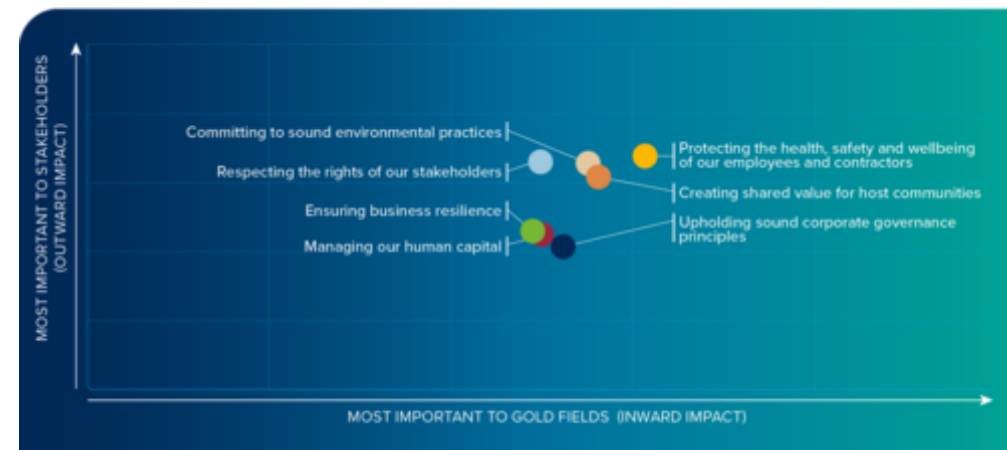 MOST IMPORTANT TO STAKEHOLDERS
(OUTWARD IMPACT)
Committing to sound environmental practices
Respecting the rights of our stakeholders
Ensuring business resilience
Managing our human capital
Protecting the health, safety and wellbeing
of our employees and contractors
Creating shared value for host communities
Upholding sound corporate governance
principles
MOST IMPORTANT TO GOLD FIELDS (INWARD IMPACT)